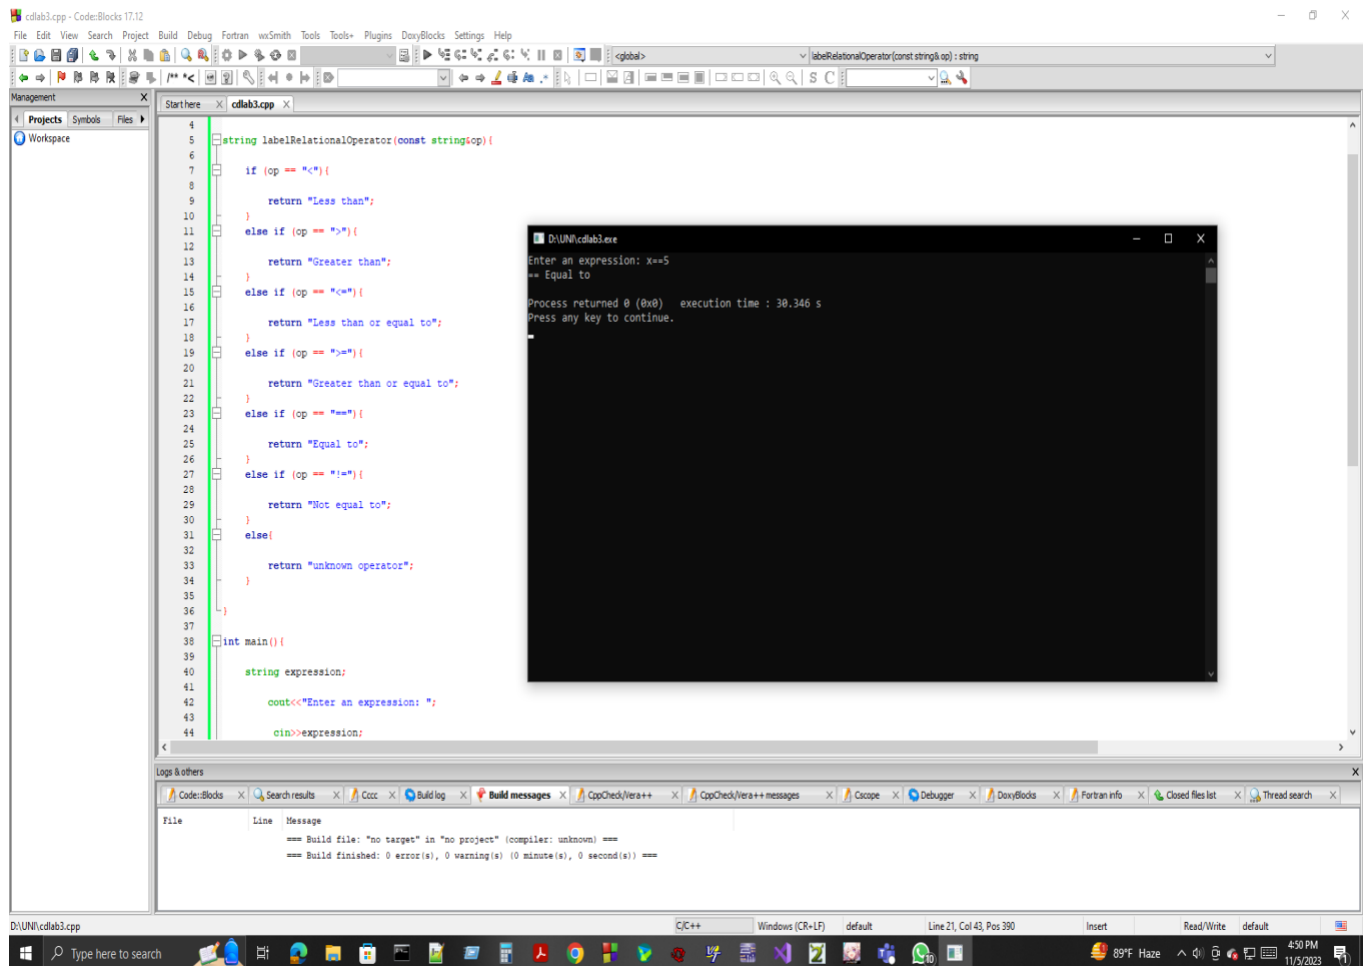 cdlab3.cpp - Code::Blocks 17.12
File Edit View Search Project Build Debug Fortran wxSmith Tools Tools+ Plugins DoxyBlocks Settings Help
<global>
labelRelationalOperator(const string& op) : string
Management
Projects Symbols Files
Workspace
Start here
cdlab3.cpp
4
5 string labelRelationalOperator(const string&op){
6
7 if (op == "<"){
8
9 return "Less than";
10 }
11 else if (op == ">"){
12
13 return "Greater than";
14 }
15 else if (op == "<="){
16
17 return "Less than or equal to";
18 }
19 else if (op == ">="){
20
21 return "Greater than or equal to";
22 }
23 else if (op == "=="){
24
25 return "Equal to";
26 }
27 else if (op == "!="){
28
29 return "Not equal to";
30 }
31 else{
32
33 return "unknown operator";
34 }
35
36 }
37
38 int main(){
39
40 string expression;
41
42 cout<<"Enter an expression: ";
43
44 cin>>expression;
D:\UNI\cdlab3.exe
Enter an expression: x==5
== Equal to
Process returned 0 (0x0) execution time : 30.346 s
Press any key to continue.
Logs & others
Code::Blocks Search results Cccc Build log Build messages CppCheck/Vera++ CppCheck/Vera++ messages Cscope Debugger DoxyBlocks Fortran info Closed files list Thread search
File Line Message
=== Build file: "no target" in "no project" (compiler: unknown) ===
=== Build finished: 0 error(s), 0 warning(s) (0 minute(s), 0 second(s)) ===
D:\UNI\cdlab3.cpp C/C++ Windows (CR+LF) default Line 21, Col 43, Pos 390 Insert Read/Write default
Type here to search
89°F Haze
4:50 PM
11/5/2023